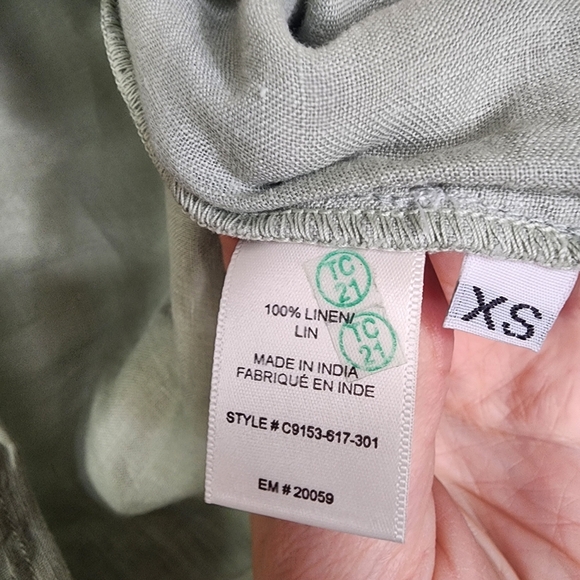 TC
21
TC
21
100% LINEN/
LIN
MADE IN INDIA
FABRIQUÉ EN INDE
STYLE # C9153-617-301
EM # 20059
XS